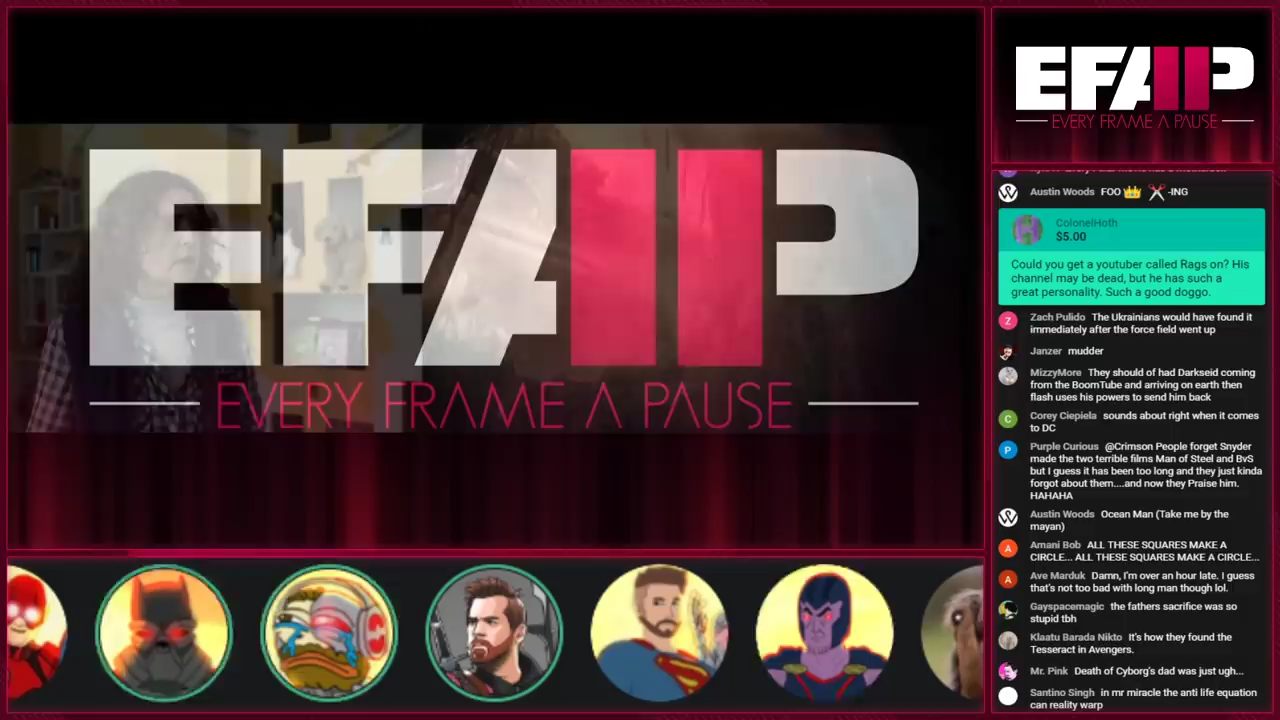 EFAP
EVERY FRAME A PAUSE
EFAP
EVERY FRAME A PAUSE
Austin Woods FOO👑 ✂️-ING
ColonelHoth
$5.00
Could you get a youtuber called Rags on? His
channel may be dead, but he has such a
great personality. Such a good doggo.
Zach Pulido The Ukrainians would have found it
immediately after the force field went up
Janzer mudder
MizzyMore They should of had Darkseid coming
from the BoomTube and arriving on earth then
flash uses his powers to send him back
Corey Ciepiela sounds about right when it comes
to DC
Purple Curious @Crimson People forget Snyder
made the two terrible films Man of Steel and BvS
but I guess it has been too long and they just kinda
forgot about them....and now they Praise him.
HAHAHA
Austin Woods Ocean Man (Take me by the
mayan)
Amani Bob ALL THESE SQUARES MAKE A
CIRCLE... ALL THESE SQUARES MAKE A CIRCLE...
Ave Marduk Damn, I'm over an hour late. I guess
that's not too bad with long man though lol.
Gayspacemagic the fathers sacrifice was so
stupid tbh
Klaatu Barada Nikto It's how they found the
Tesseract in Avengers.
Mr. Pink Death of Cyborg's dad was just ugh...
Santino Singh in mr miracle the anti life equation
can reality warp